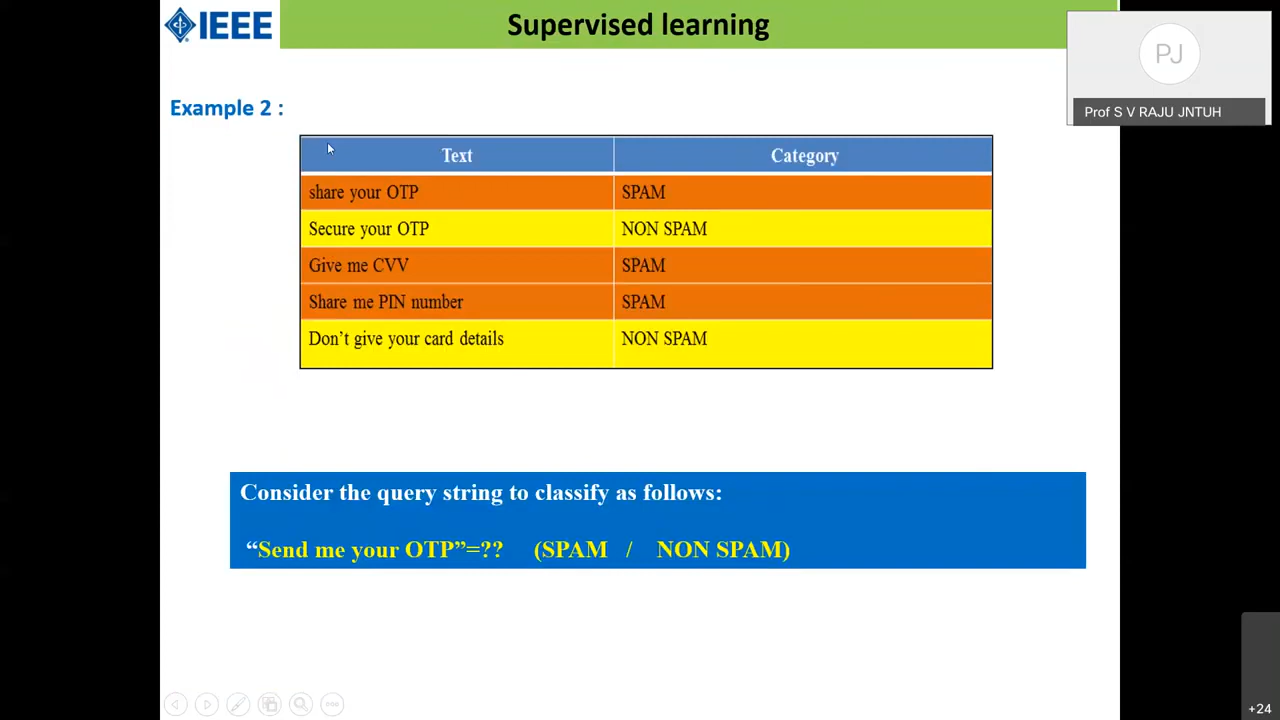 IEEE
Supervised learning
PJ
Prof S V RAJU JNTUH
Example 2 :
Text Category
share your OTP SPAM
Secure your OTP NON SPAM
Give me CVV SPAM
Share me PIN number SPAM
Don’t give your card details NON SPAM
Consider the query string to classify as follows:
“Send me your OTP”=?? (SPAM / NON SPAM)
+24